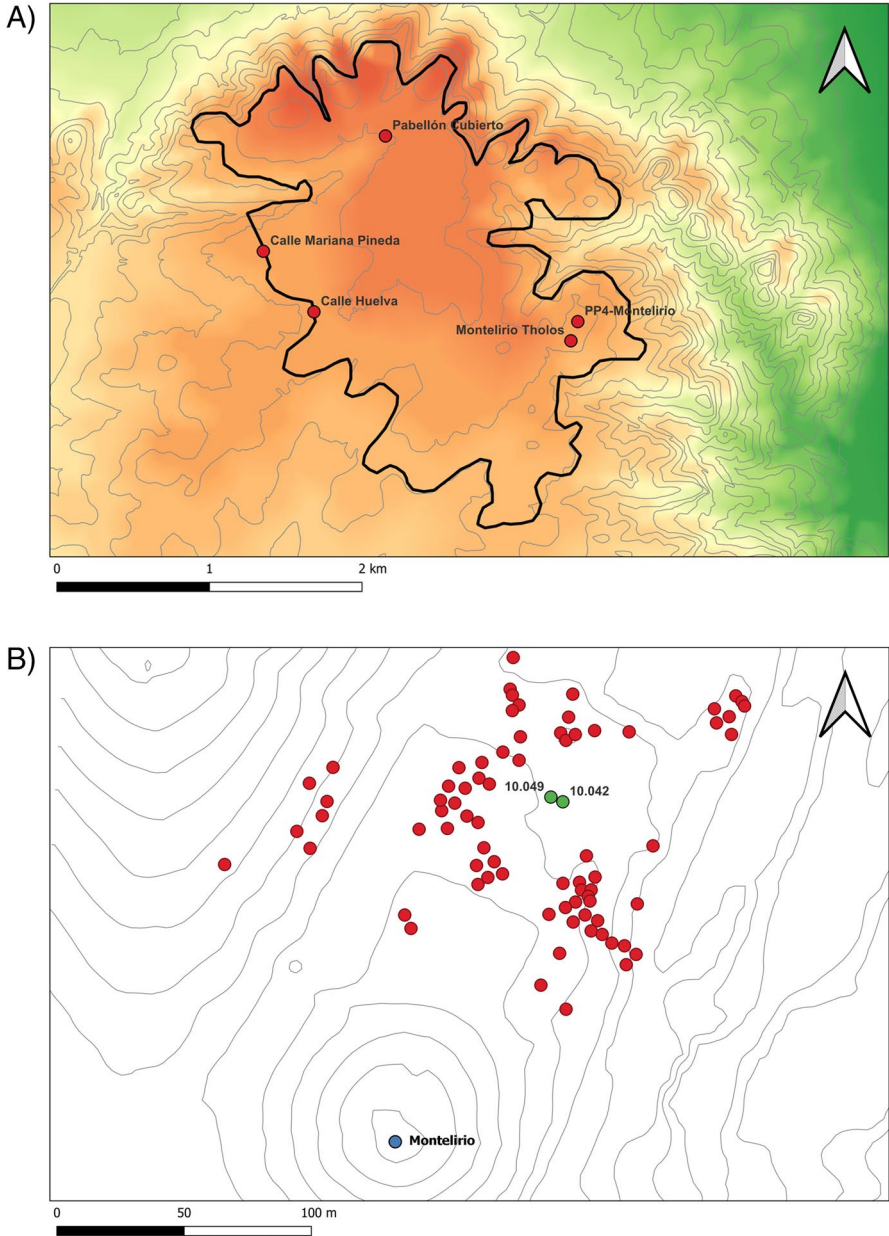 A)
Pabellón Cubierto
Calle Mariana Pineda
Calle Huelva
PP4-Montelirio
Montelirio Tholos
0 1 2 km
B)
10.049 10.042
Montelirio
0 50 100 m